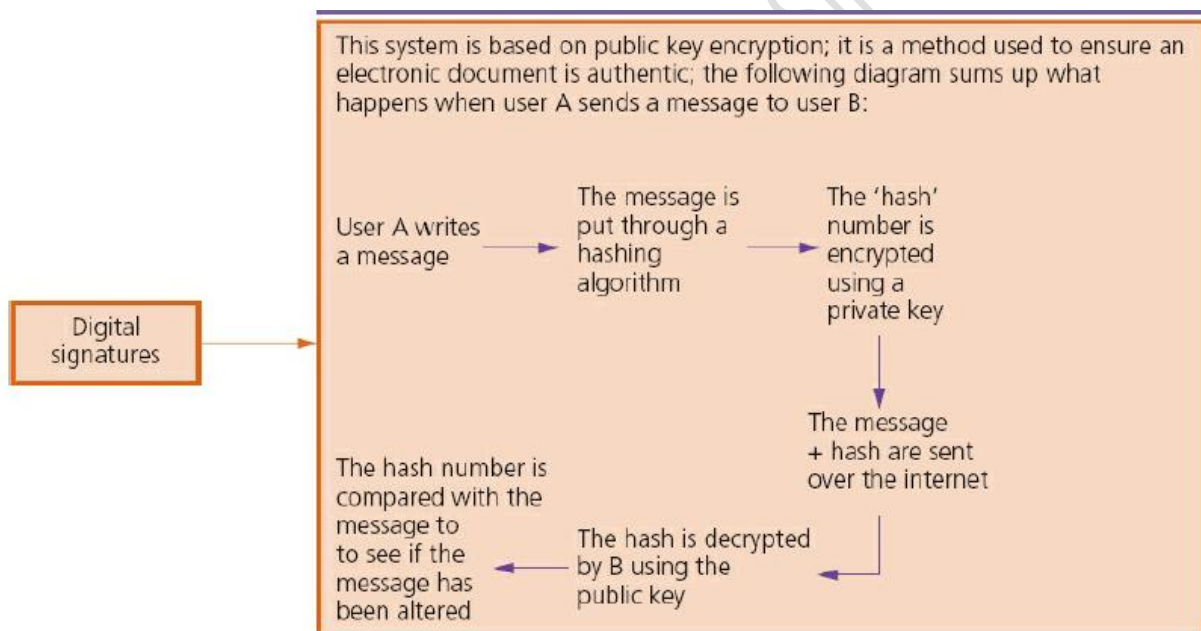 This system is based on public key encryption; it is a method used to ensure an
electronic document is authentic; the following diagram sums up what
happens when user A sends a message to user B:
User A writes
a message
The message is
put through a
hashing
algorithm
The ‘hash’
number is
encrypted
using a
private key
Digital
signatures
The message
+ hash are sent
over the internet
The hash is decrypted
by B using the
public key
The hash number is
compared with the
message to
to see if the
message has
been altered